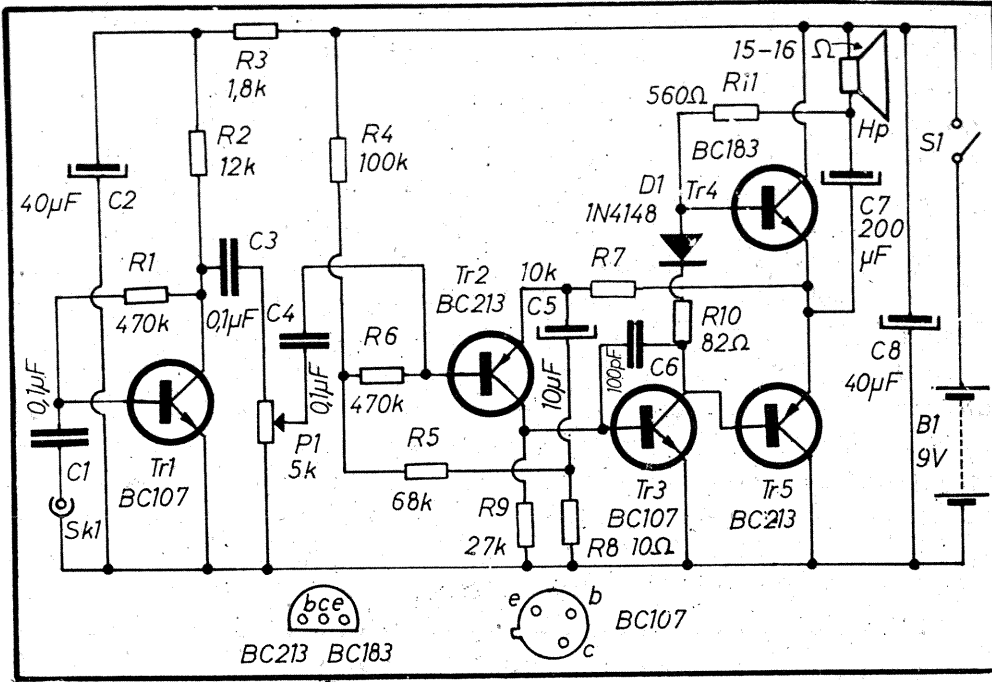 R3
1,8k
15-16 Ω
Ri1
560Ω
Hp
R2
12k
R4
100k
BC183
S1
40µF
C2
D1
1N4148
Tr4
C7
200
µF
R1
470k
C3
0,1µF
C4
Tr2
BC213
10k
R7
C5
R6
470k
0,1µF
10µF
100pF
C6
R10
82Ω
C8
40µF
0,1µF
C1
Sk1
Tr1
BC107
P1
5k
R5
68k
R9
27k
R8 10Ω
Tr3
BC107
Tr5
BC213
B1
9V
bce
BC213 BC183
e
b
c
BC107